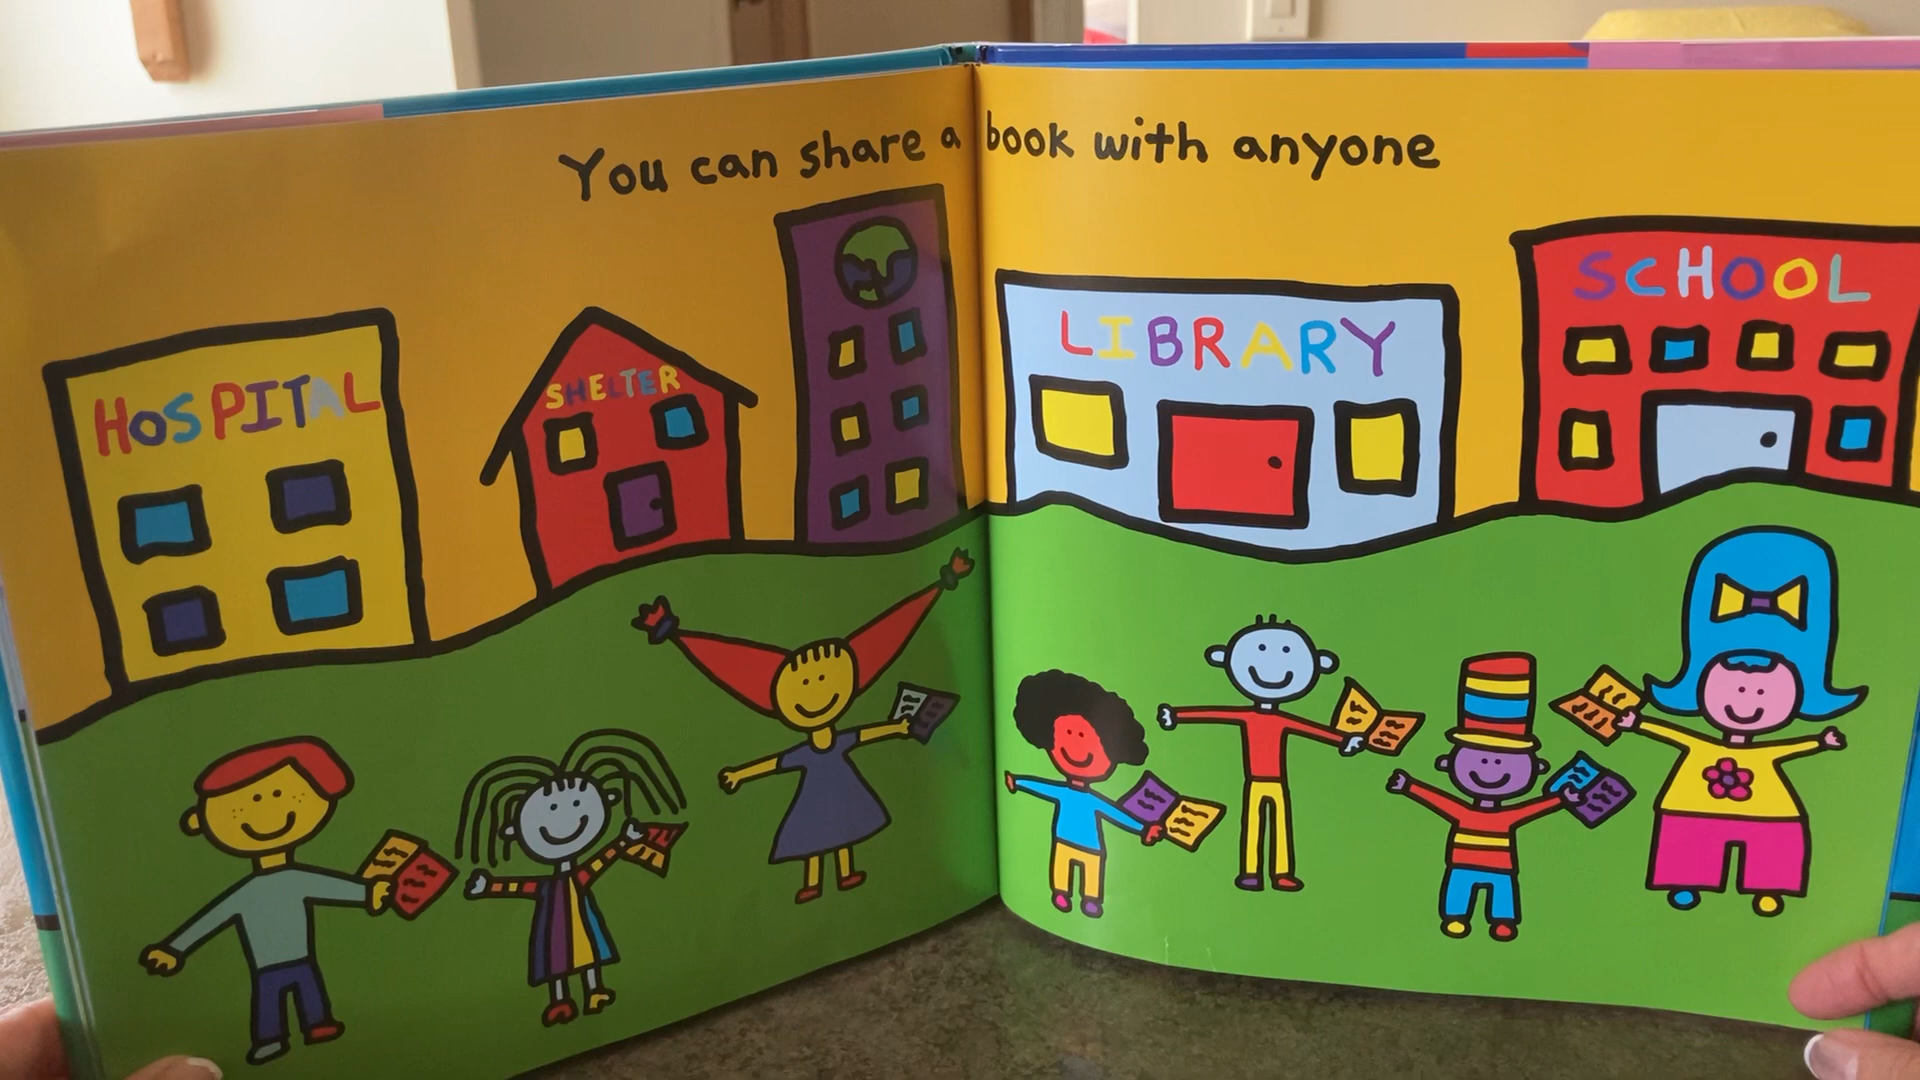 You can share a book with anyone
HOSPITAL
SHELTER
LIBRARY
SCHOOL